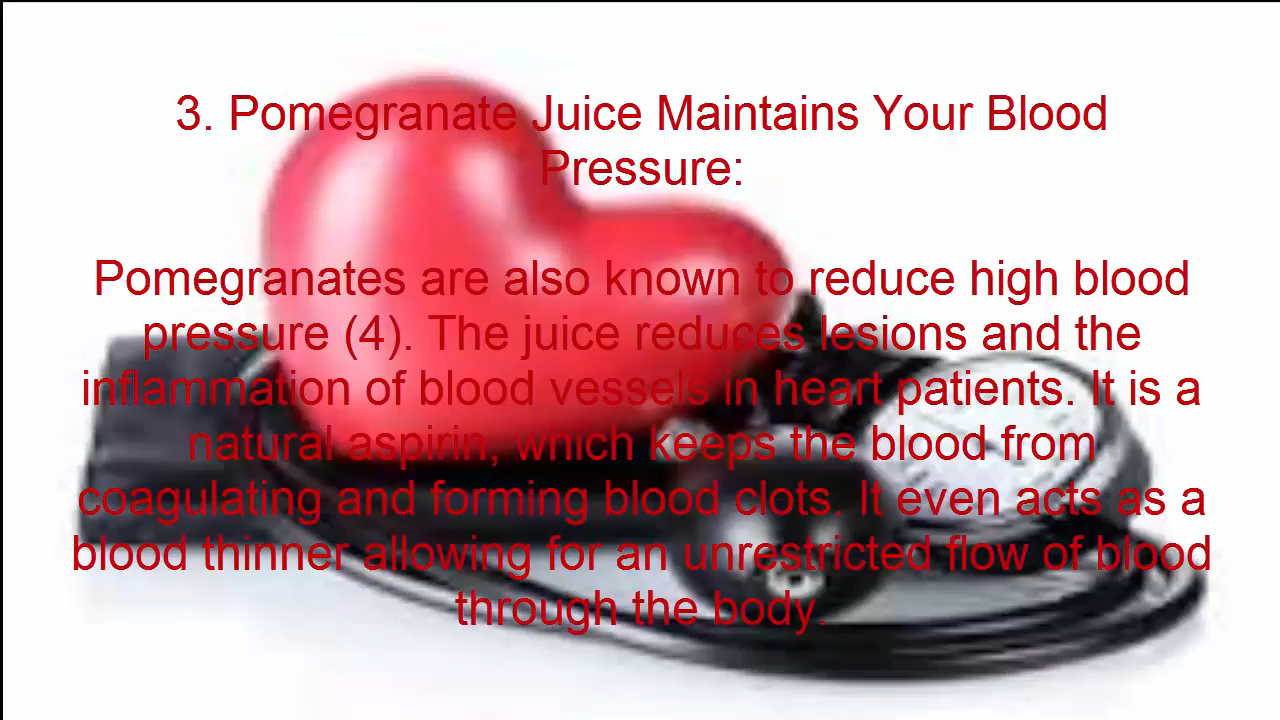 3. Pomegranate Juice Maintains Your Blood
Pressure:
Pomegranates are also known to reduce high blood
pressure (4). The juice reduces lesions and the
inflammation of blood vessels in heart patients. It is a
natural aspirin, which keeps the blood from
coagulating and forming blood clots. It even acts as a
blood thinner allowing for an unrestricted flow of blood
through the body.